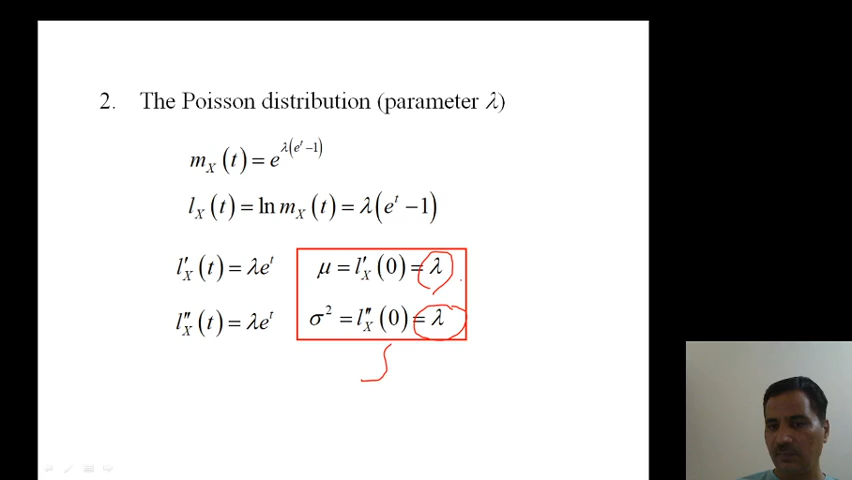 2. The Poisson distribution (parameter λ)
m_X(t) = e^{λ(e^t−1)}
l_X(t) = ln m_X(t) = λ(e^t − 1)
l′_X(t) = λe^t    μ = l′_X(0) = λ
l″_X(t) = λe^t    σ² = l″_X(0) = λ